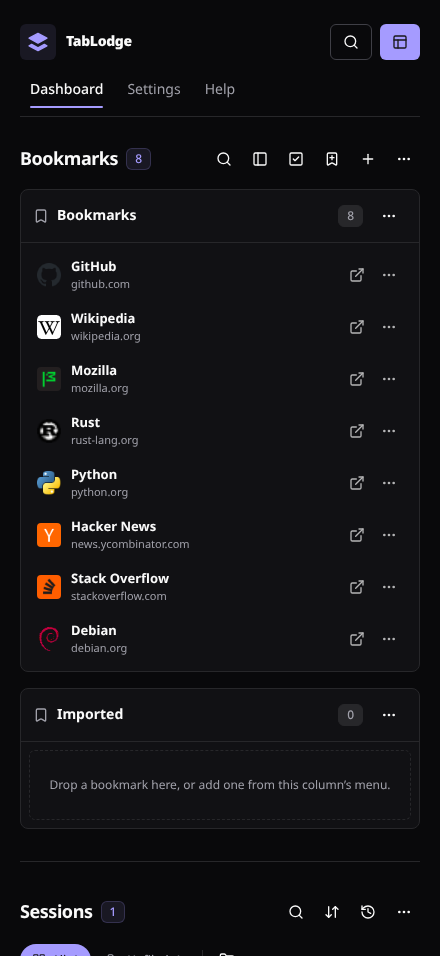 TabLodge
Dashboard Settings Help
Bookmarks 8
Bookmarks 8
GitHub
github.com
Wikipedia
wikipedia.org
Mozilla
mozilla.org
Rust
rust-lang.org
Python
python.org
Hacker News
news.ycombinator.com
Stack Overflow
stackoverflow.com
Debian
debian.org
Imported 0
Drop a bookmark here, or add one from this column’s menu.
Sessions 1